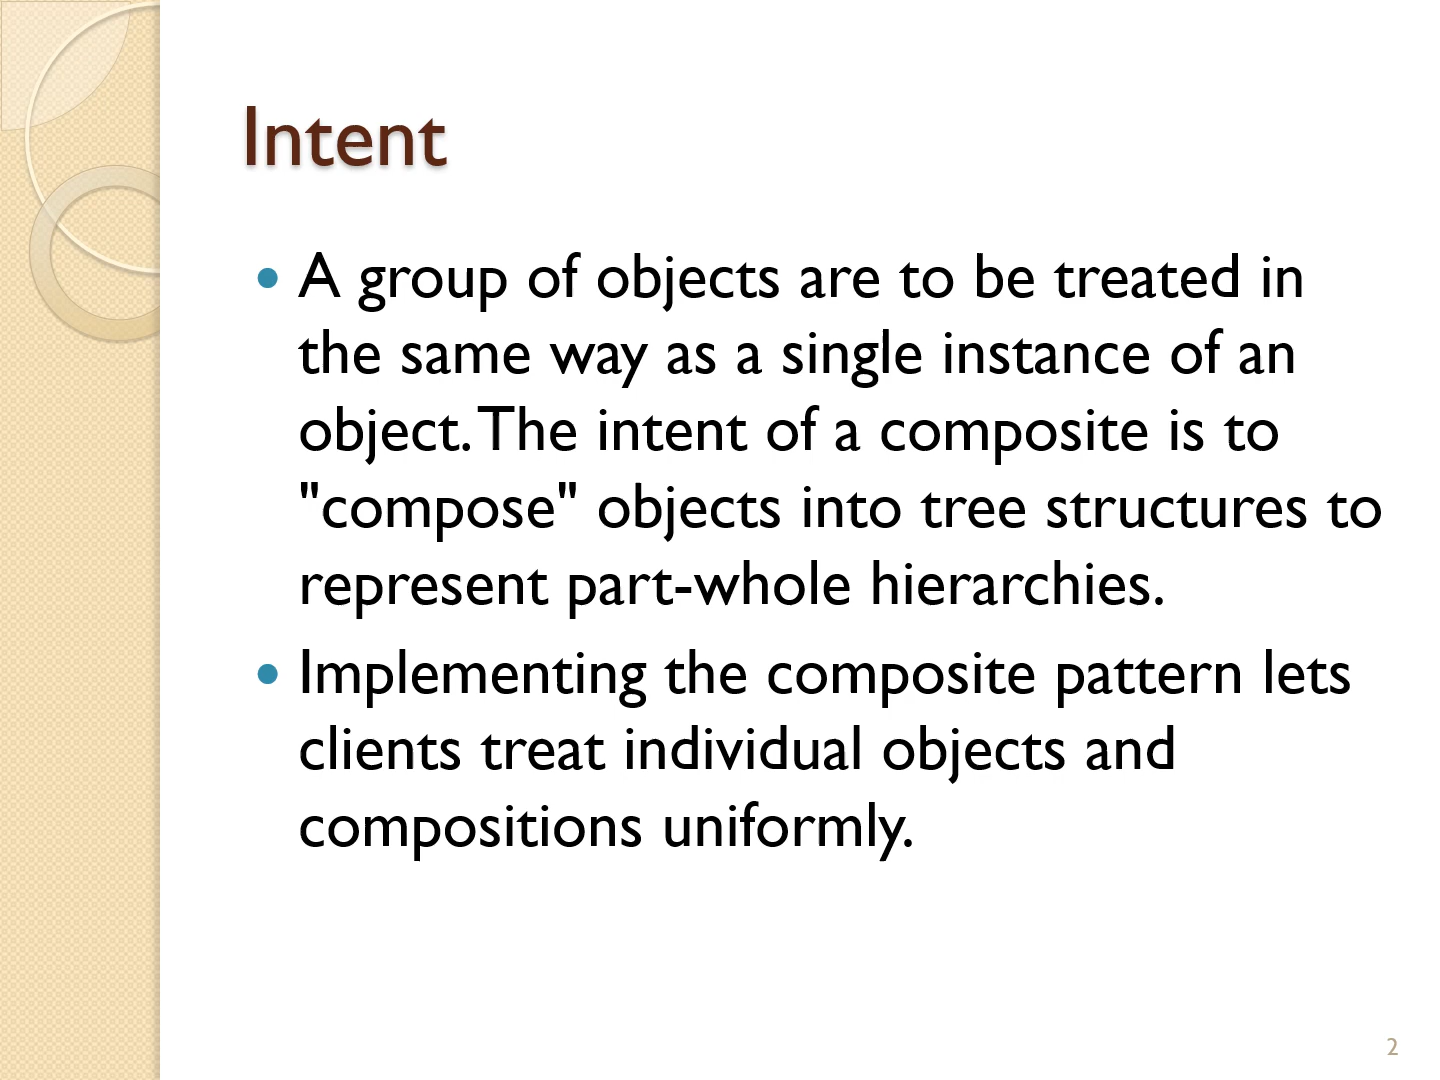 Intent
• A group of objects are to be treated in
the same way as a single instance of an
object. The intent of a composite is to
"compose" objects into tree structures to
represent part-whole hierarchies.
• Implementing the composite pattern lets
clients treat individual objects and
compositions uniformly.
2